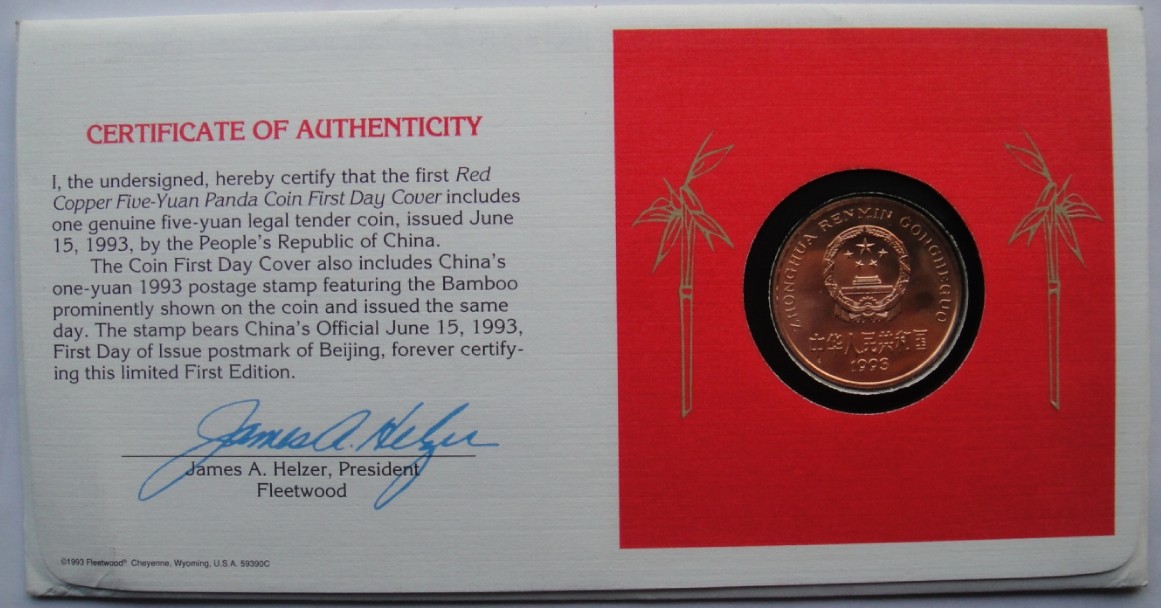 CERTIFICATE OF AUTHENTICITY
I, the undersigned, hereby certify that the first Red
Copper Five-Yuan Panda Coin First Day Cover includes
one genuine five-yuan legal tender coin, issued June
15, 1993, by the People's Republic of China.
The Coin First Day Cover also includes China's
one-yuan 1993 postage stamp featuring the Bamboo
prominently shown on the coin and issued the same
day. The stamp bears China's Official June 15, 1993,
First Day of Issue postmark of Beijing, forever certify-
ing this limited First Edition.
James A. Helzer
James A. Helzer, President
Fleetwood
©1993 Fleetwood® Cheyenne, Wyoming, U.S.A. 59390C
ZHONGHUA RENMIN GONGHEGUO
中华人民共和国
1993